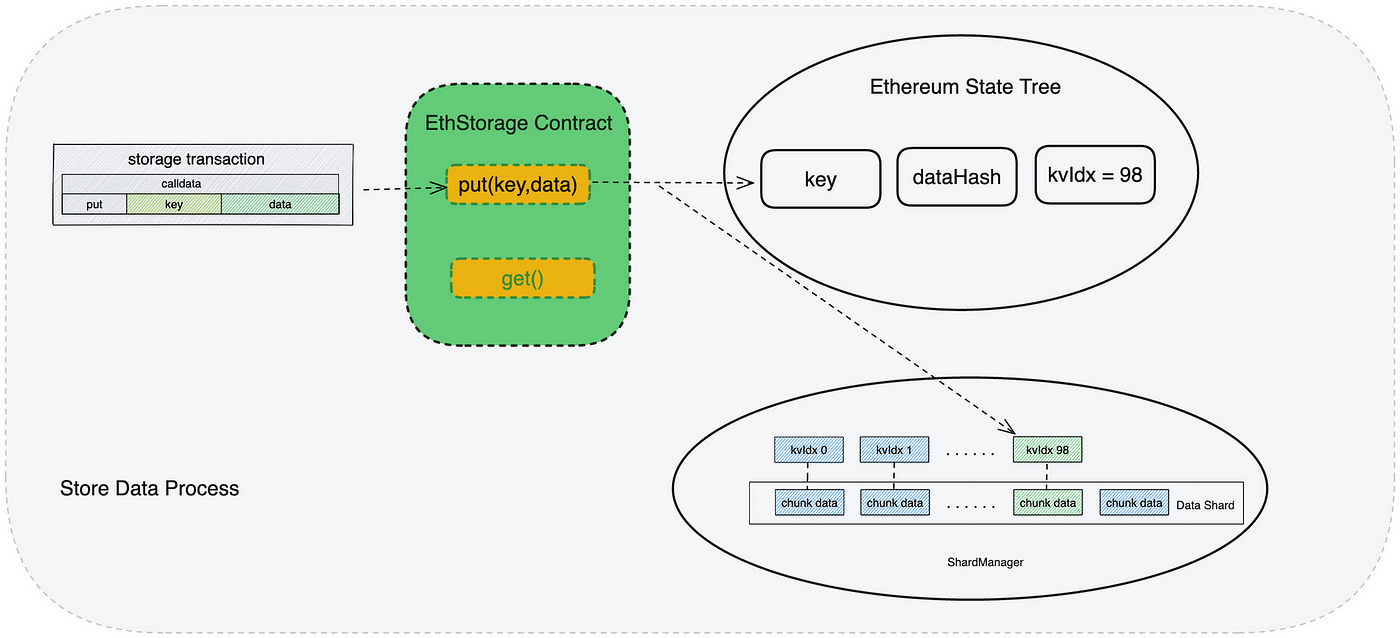 storage transaction
calldata
put key data
EthStorage Contract
put(key,data)
get()
Ethereum State Tree
key dataHash kvIdx = 98
Store Data Process
kvIdx 0 kvIdx 1 . . . . . . kvIdx 98
chunk data chunk data . . . . . . chunk data chunk data Data Shard
ShardManager